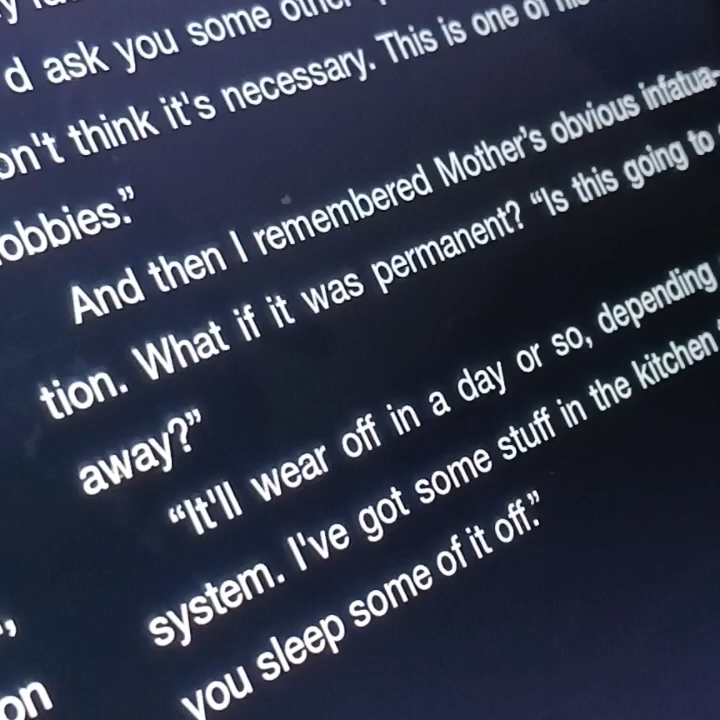 d ask you some other
on't think it's necessary. This is one of his
obbies."
And then I remembered Mother's obvious infatua-
tion. What if it was permanent? "Is this going to
away?"
"It'll wear off in a day or so, depending
system. I've got some stuff in the kitchen
you sleep some of it off."
,
on